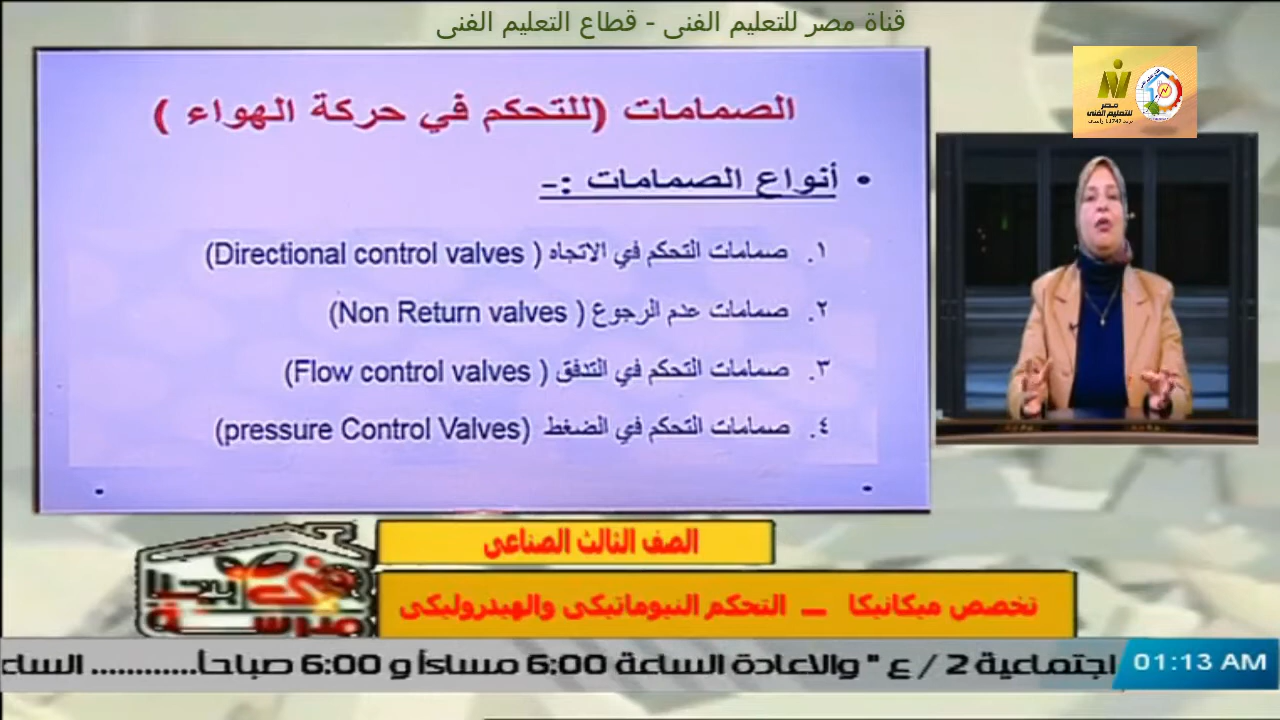 قناة مصر للتعليم الفنى - قطاع التعليم الفنى
مصر
للتعليم الفنى
الصمامات (للتحكم في حركة الهواء )
• أنواع الصمامات :-
١. صمامات التحكم في الاتجاه ( Directional control valves)
٢. صمامات عدم الرجوع ( Non Return valves)
٣. صمامات التحكم في التدفق ( Flow control valves)
٤. صمامات التحكم في الضغط (pressure Control Valves)
الصف الثالث الصناعى
تخصص ميكانيكا – التحكم النيوماتيكى والهيدروليكى
01:13 AM
اجتماعية 2 / ع " والاعادة الساعة 6:00 مساءاً و 6:00 صباحاً............ الساع